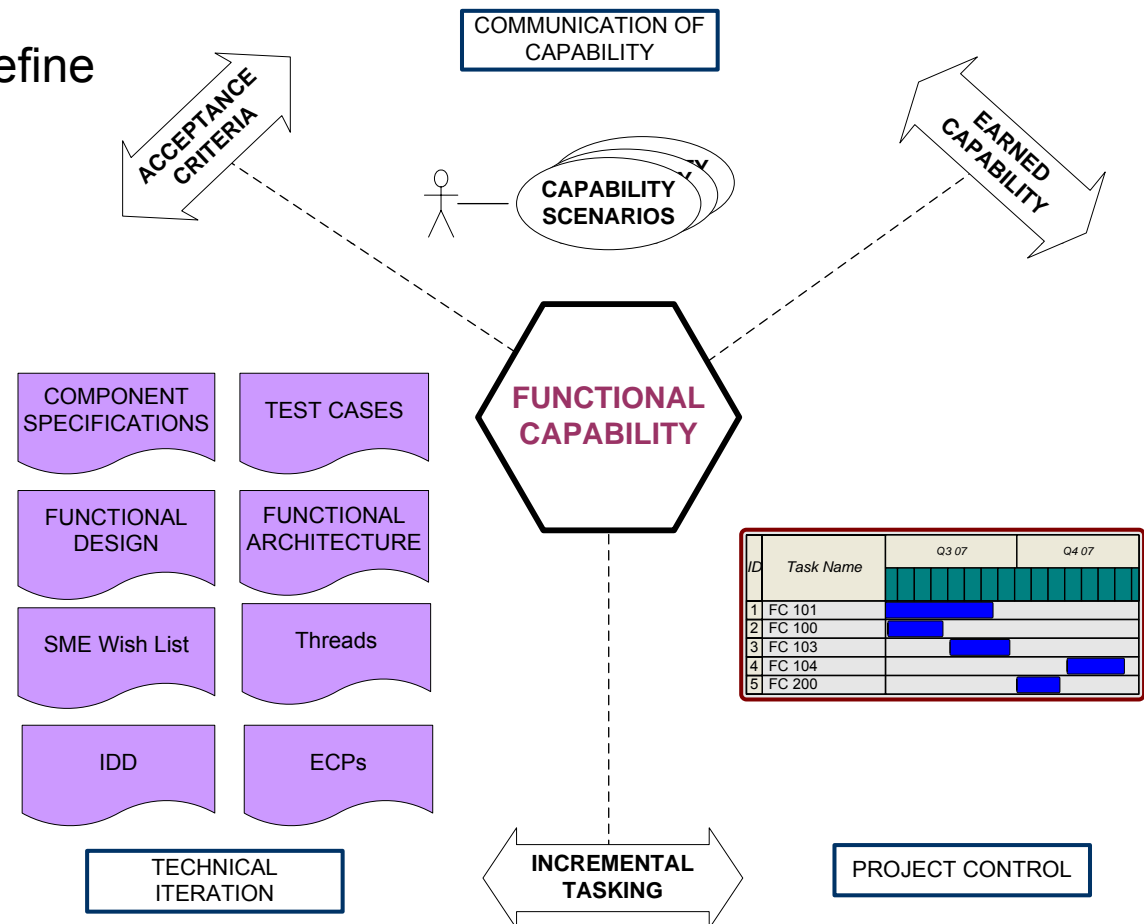 efine
COMMUNICATION OF
CAPABILITY
ACCEPTANCE
CRITERIA
EARNED
CAPABILITY
CAPABILITY
SCENARIOS
FUNCTIONAL
CAPABILITY
COMPONENT
SPECIFICATIONS
TEST CASES
FUNCTIONAL
DESIGN
FUNCTIONAL
ARCHITECTURE
SME Wish List
Threads
IDD
ECPs
ID Task Name Q3 07 Q4 07
1 FC 101
2 FC 100
3 FC 103
4 FC 104
5 FC 200
TECHNICAL
ITERATION
INCREMENTAL
TASKING
PROJECT CONTROL